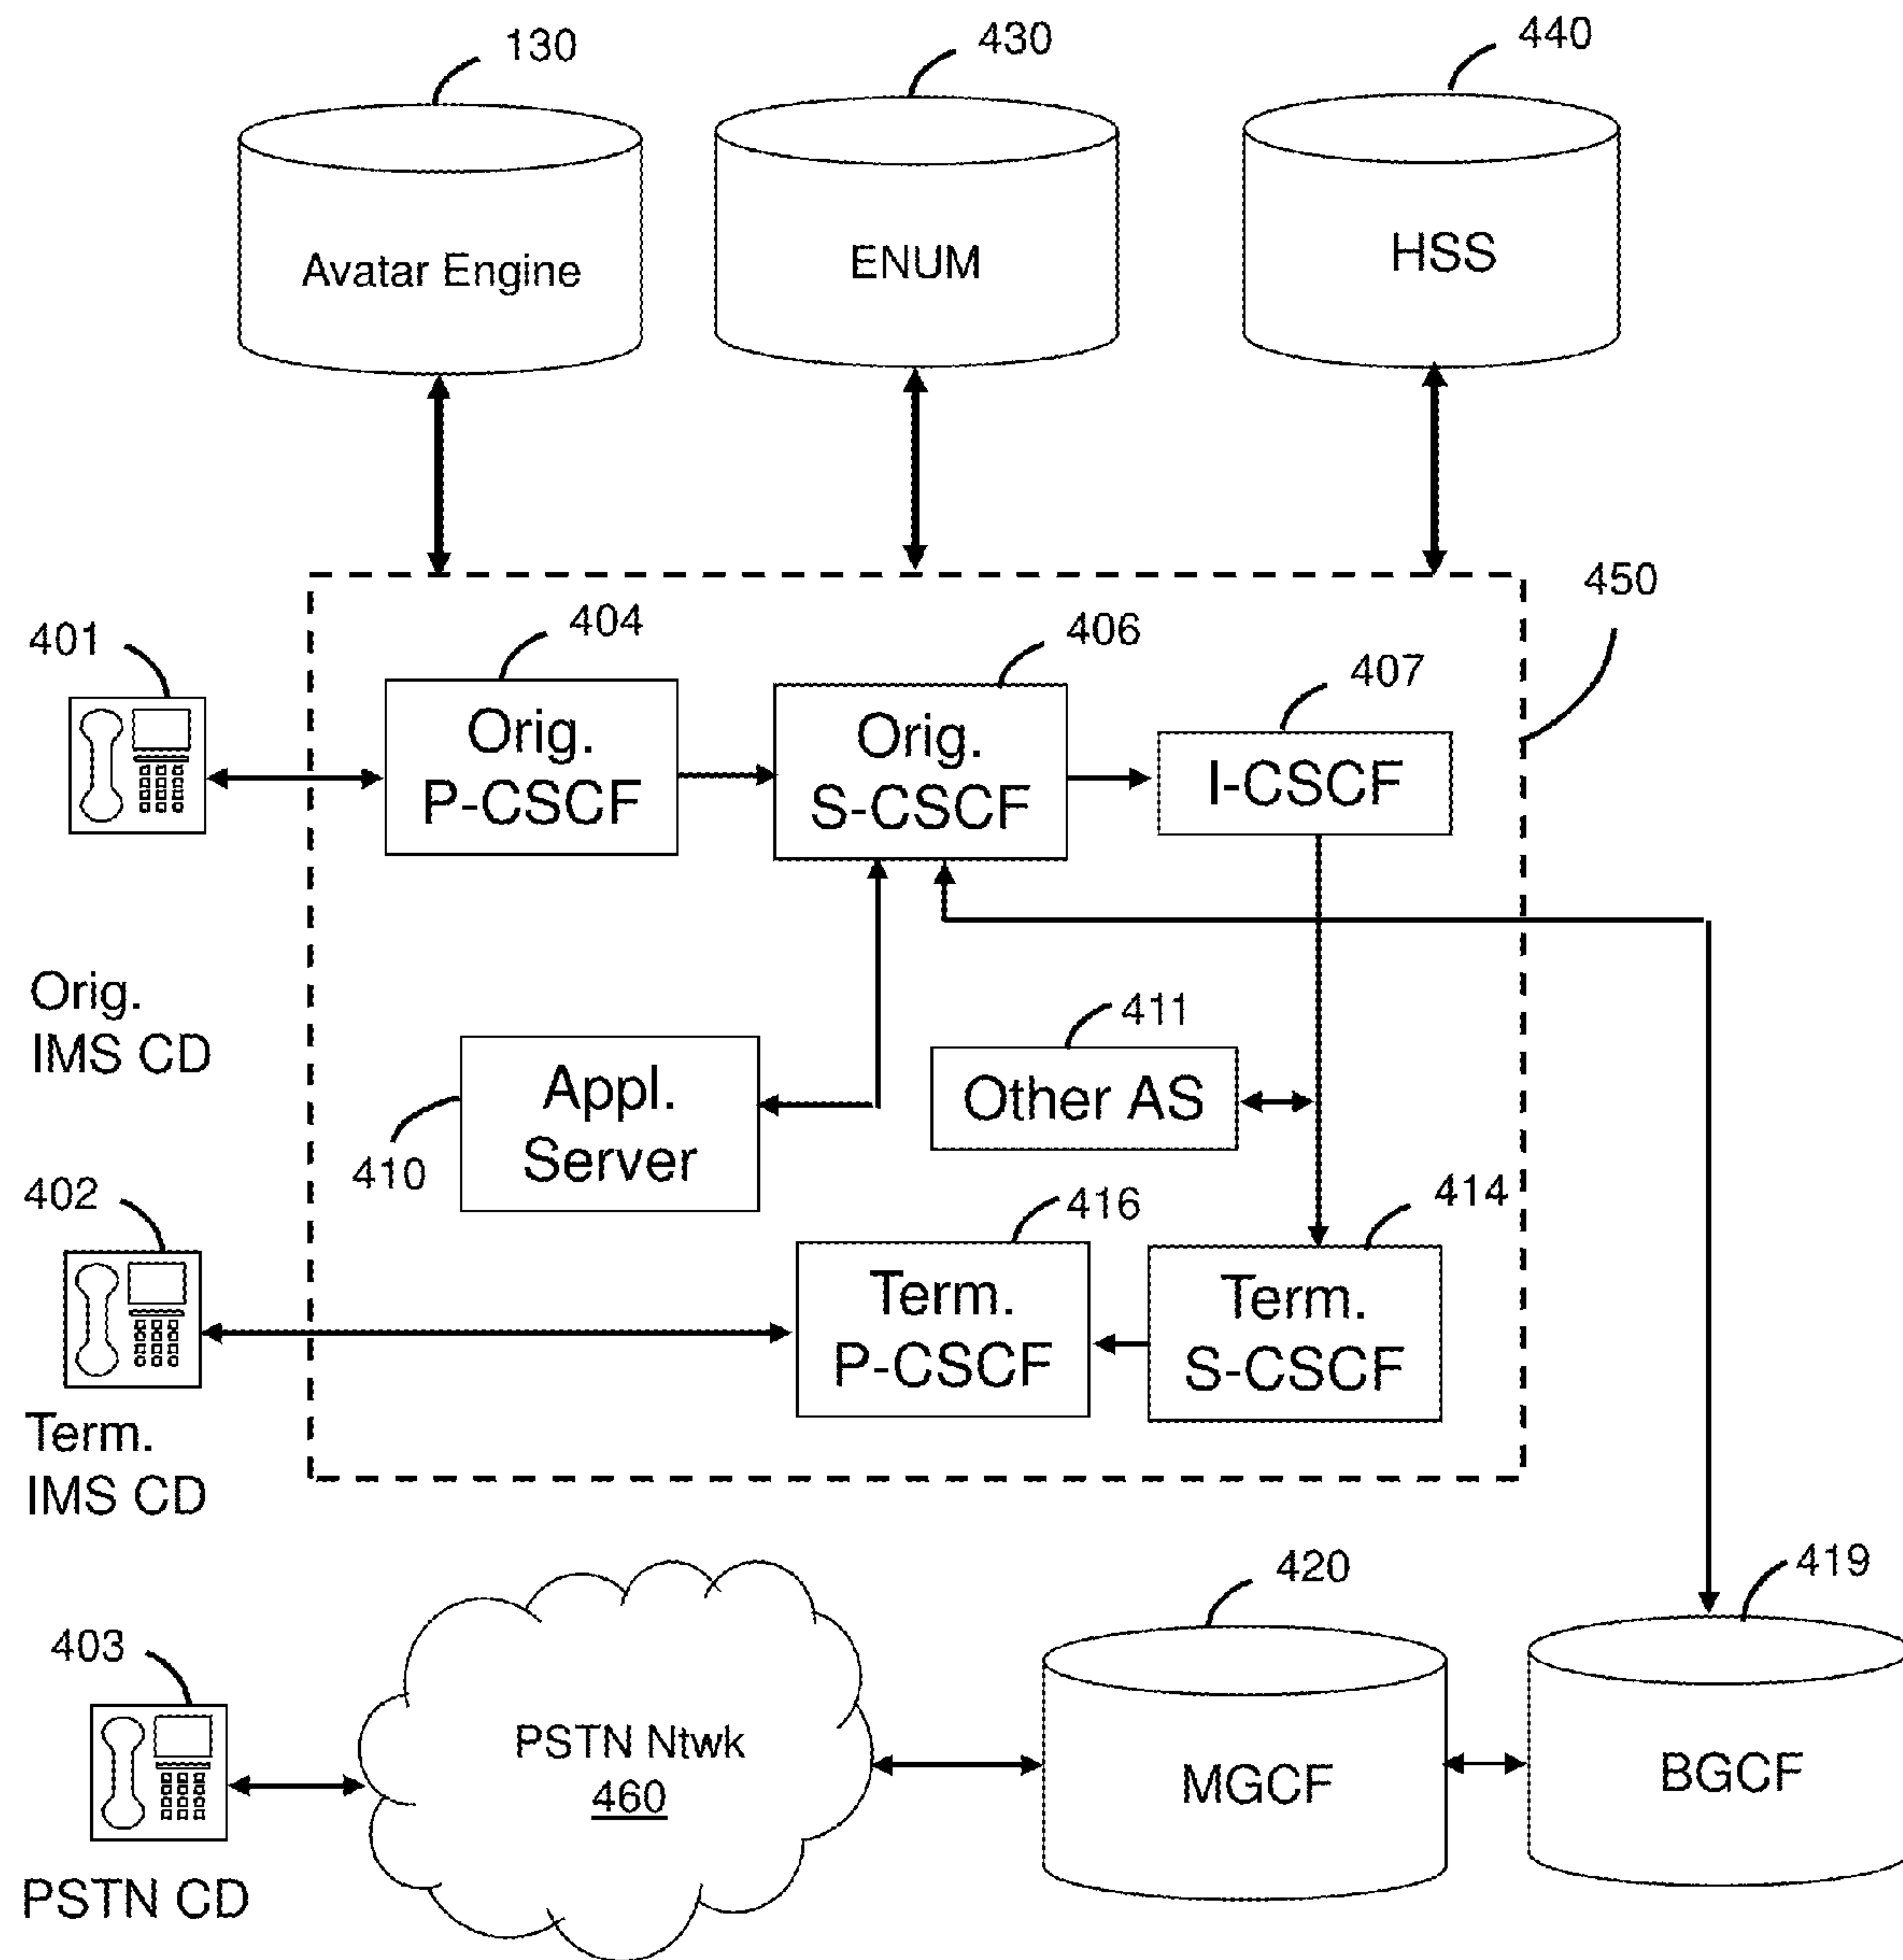 130
430
440
Avatar Engine
ENUM
HSS
450
401
404
406
407
Orig.
P-CSCF
Orig.
S-CSCF
I-CSCF
Orig.
IMS CD
411
Appl.
Server
Other AS
410
402
416
414
Term.
P-CSCF
Term.
S-CSCF
Term.
IMS CD
420
419
403
PSTN Ntwk
460
MGCF
BGCF
PSTN CD